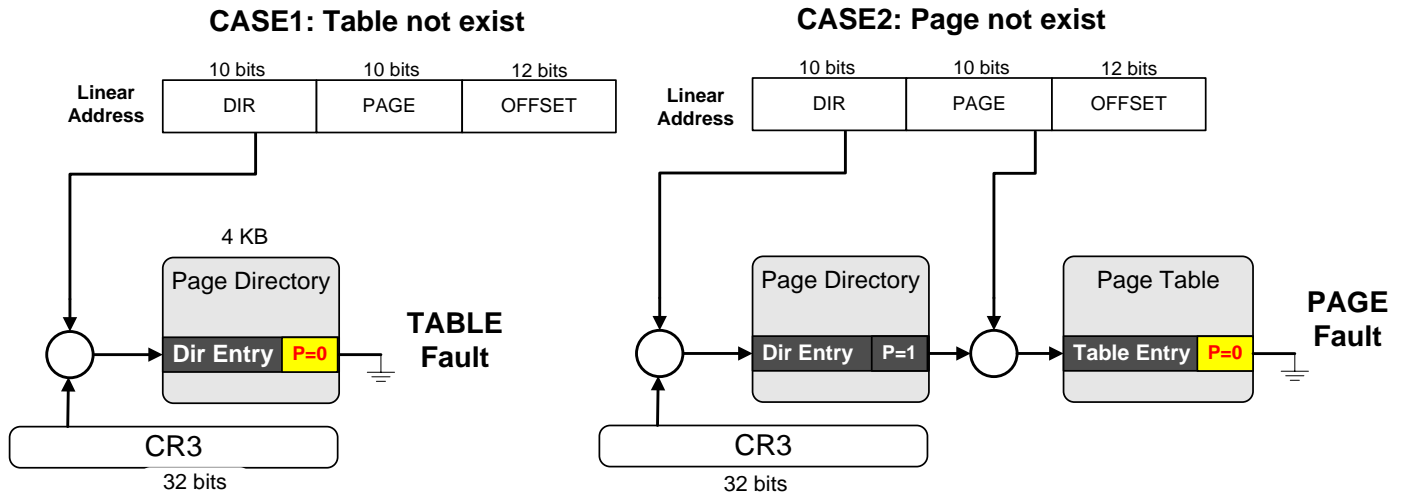 CASE1: Table not exist
10 bits 10 bits 12 bits
Linear
Address
DIR PAGE OFFSET
4 KB
Page Directory
Dir Entry P=0
TABLE
Fault
CR3
32 bits
CASE2: Page not exist
10 bits 10 bits 12 bits
Linear
Address
DIR PAGE OFFSET
Page Directory
Dir Entry P=1
Page Table
Table Entry P=0
PAGE
Fault
CR3
32 bits